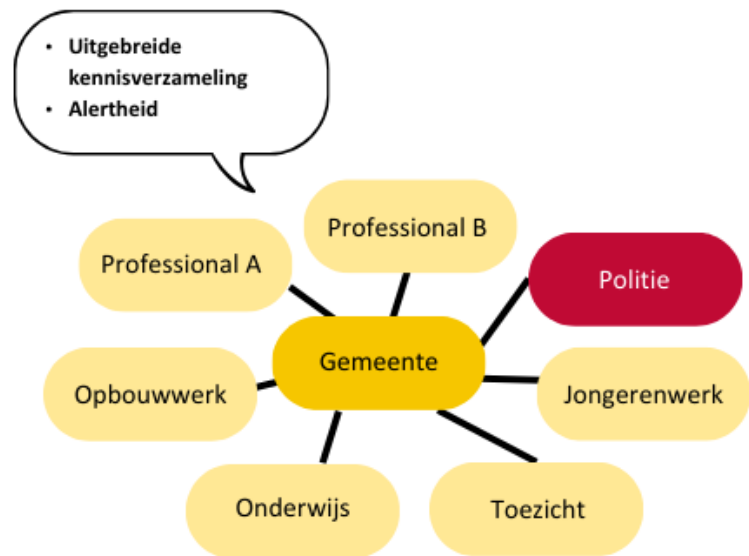 • Uitgebreide
kennisverzameling
• Alertheid
Professional B
Professional A
Politie
Gemeente
Opbouwwerk
Jongerenwerk
Onderwijs
Toezicht